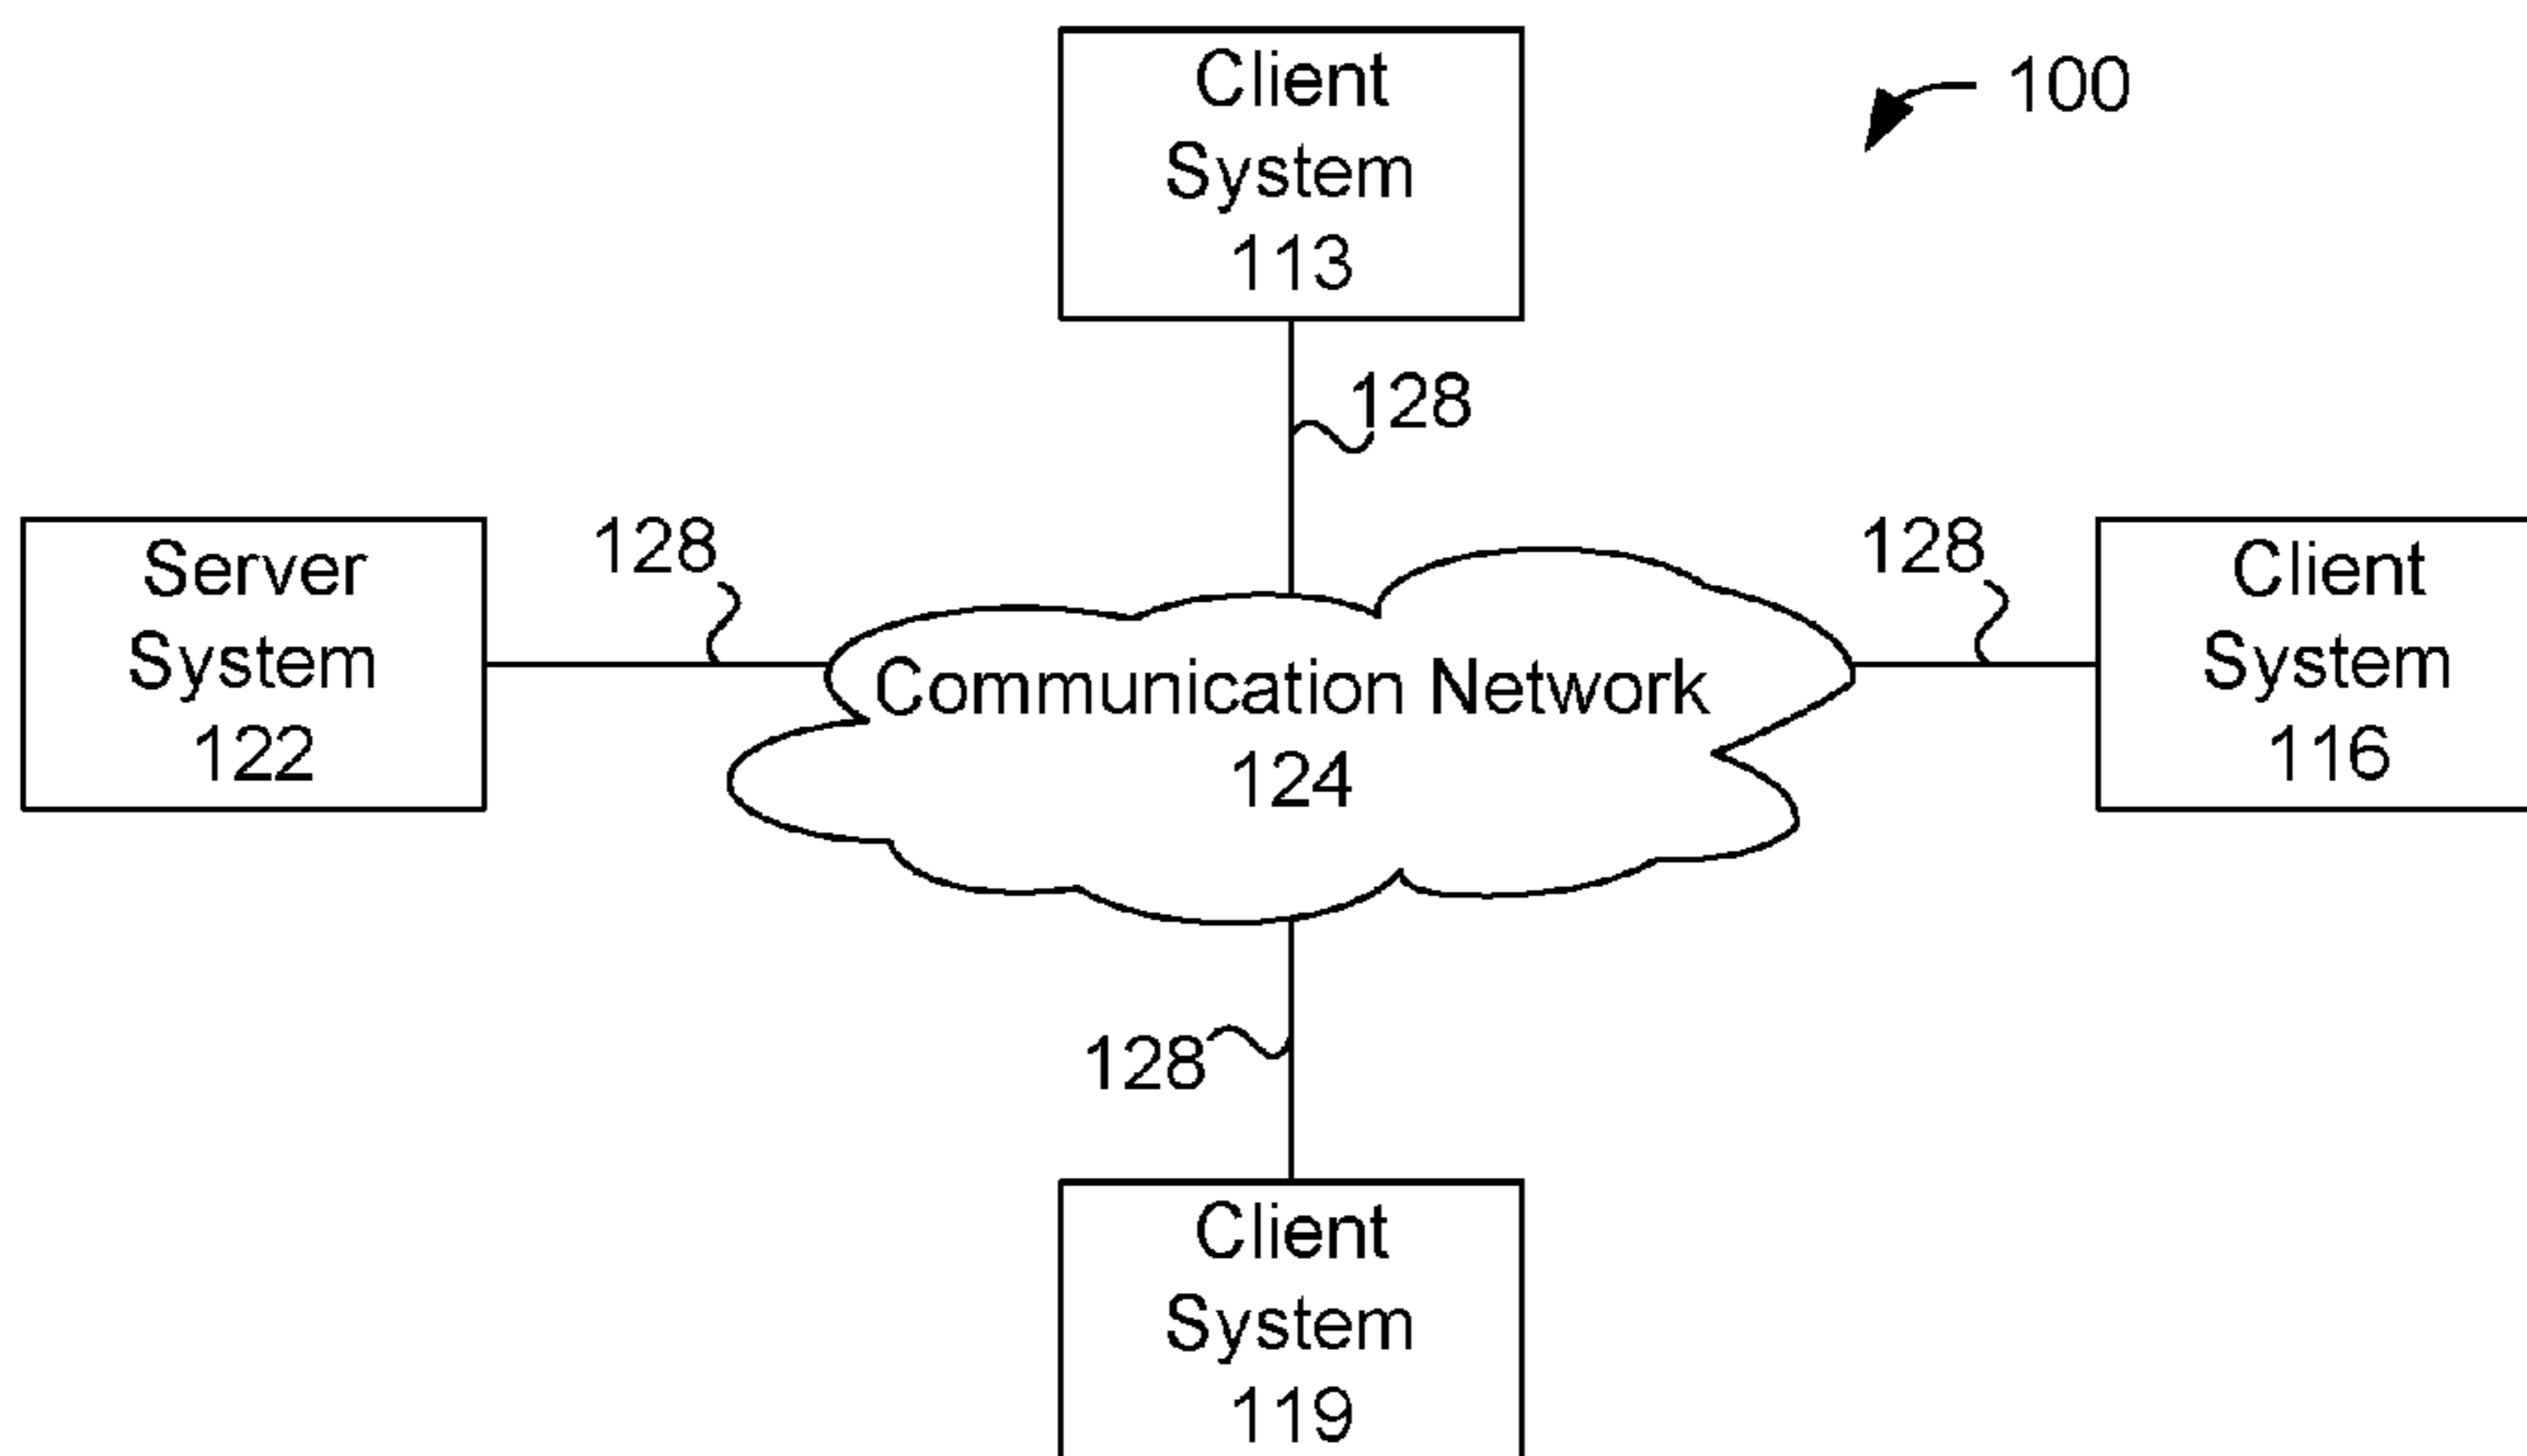 Client
System
113
100
128
Server
System
122
128
128
Client
System
116
Communication Network
124
128
Client
System
119